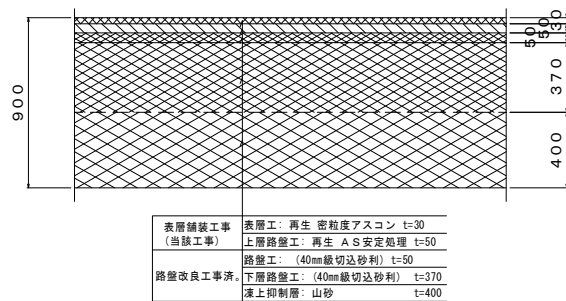 900
30
50
50
370
400
表層舗装工事
(当該工事)
表層工: 再生 密粒度アスコン t=30
上層路盤工: 再生 AS安定処理 t=50
路盤改良工事済。
路盤工: (40mm級切込砂利) t=50
下層路盤工: (40mm級切込砂利) t=370
凍上抑制層: 山砂 t=400